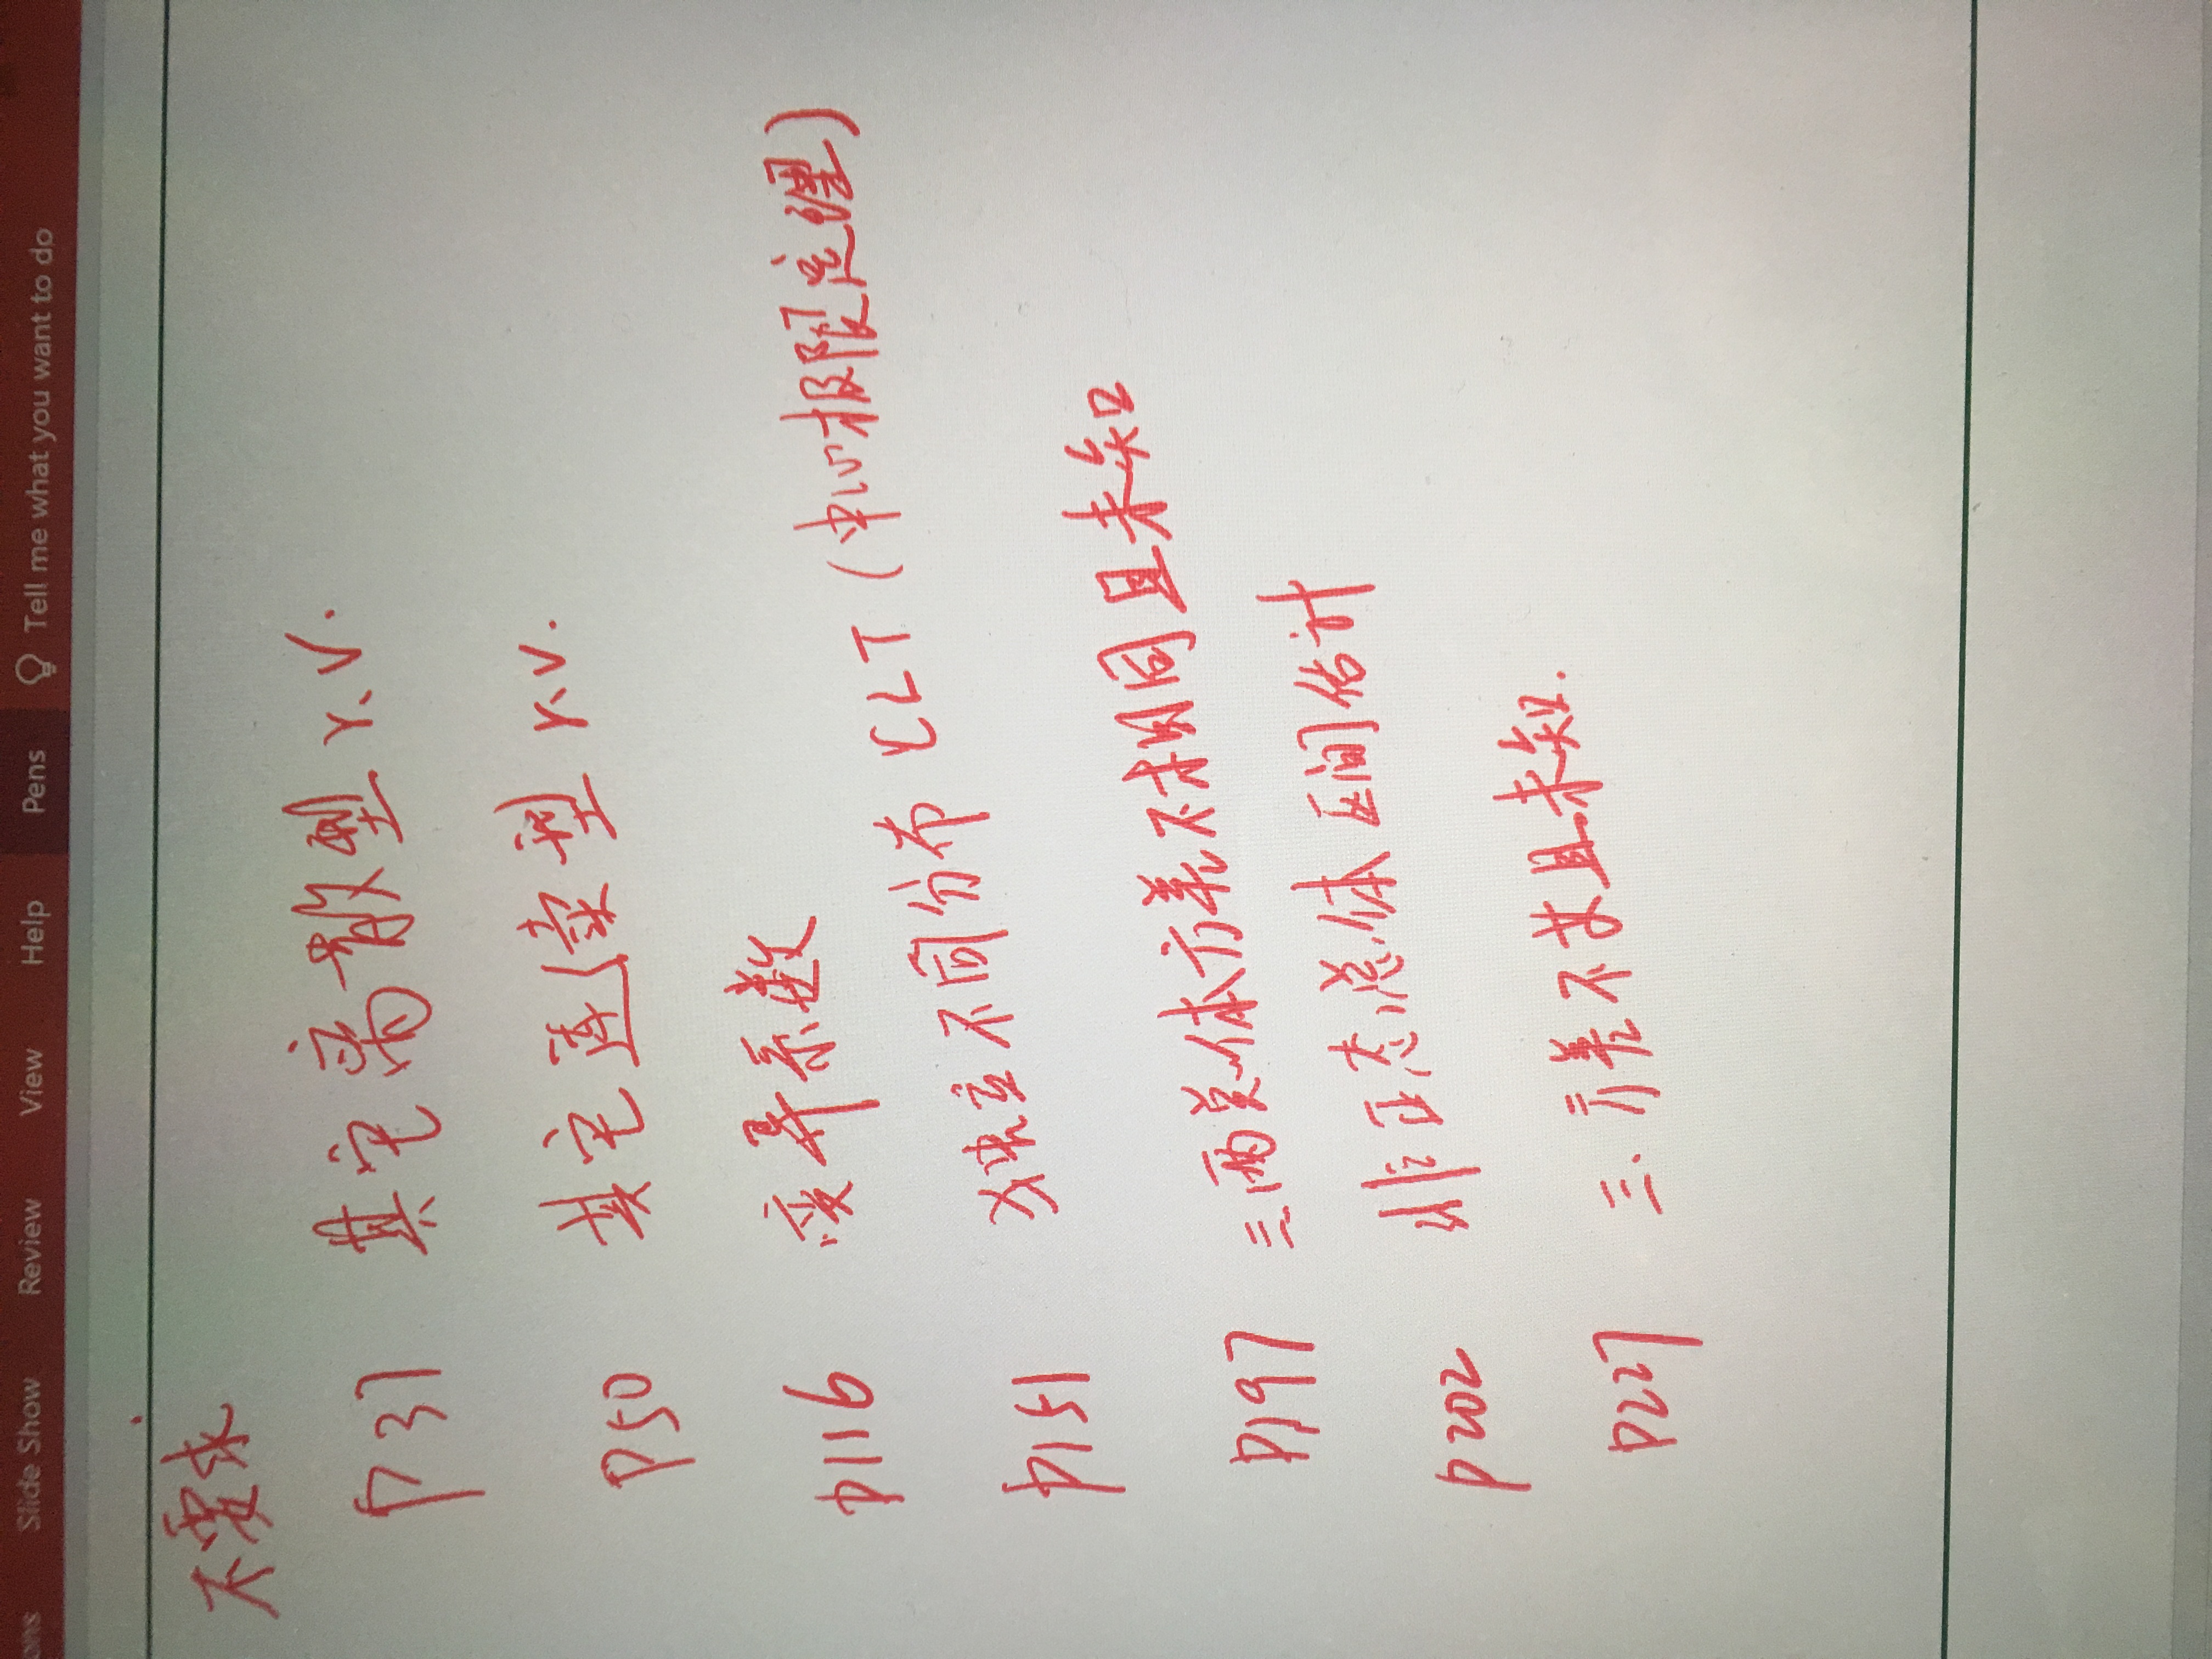 ons Slide Show Review View Help Pens Tell me what you want to do
不要求
P37 其它离散型 r.v.
P50 其它连续型 r.v.
P116 变异系数
P151 独立不同分布 CLT (中心极限定理)
P197 三.两总体方差不相同且未知
P202 非正态总体区间估计
P227 三.方差不等且未知.